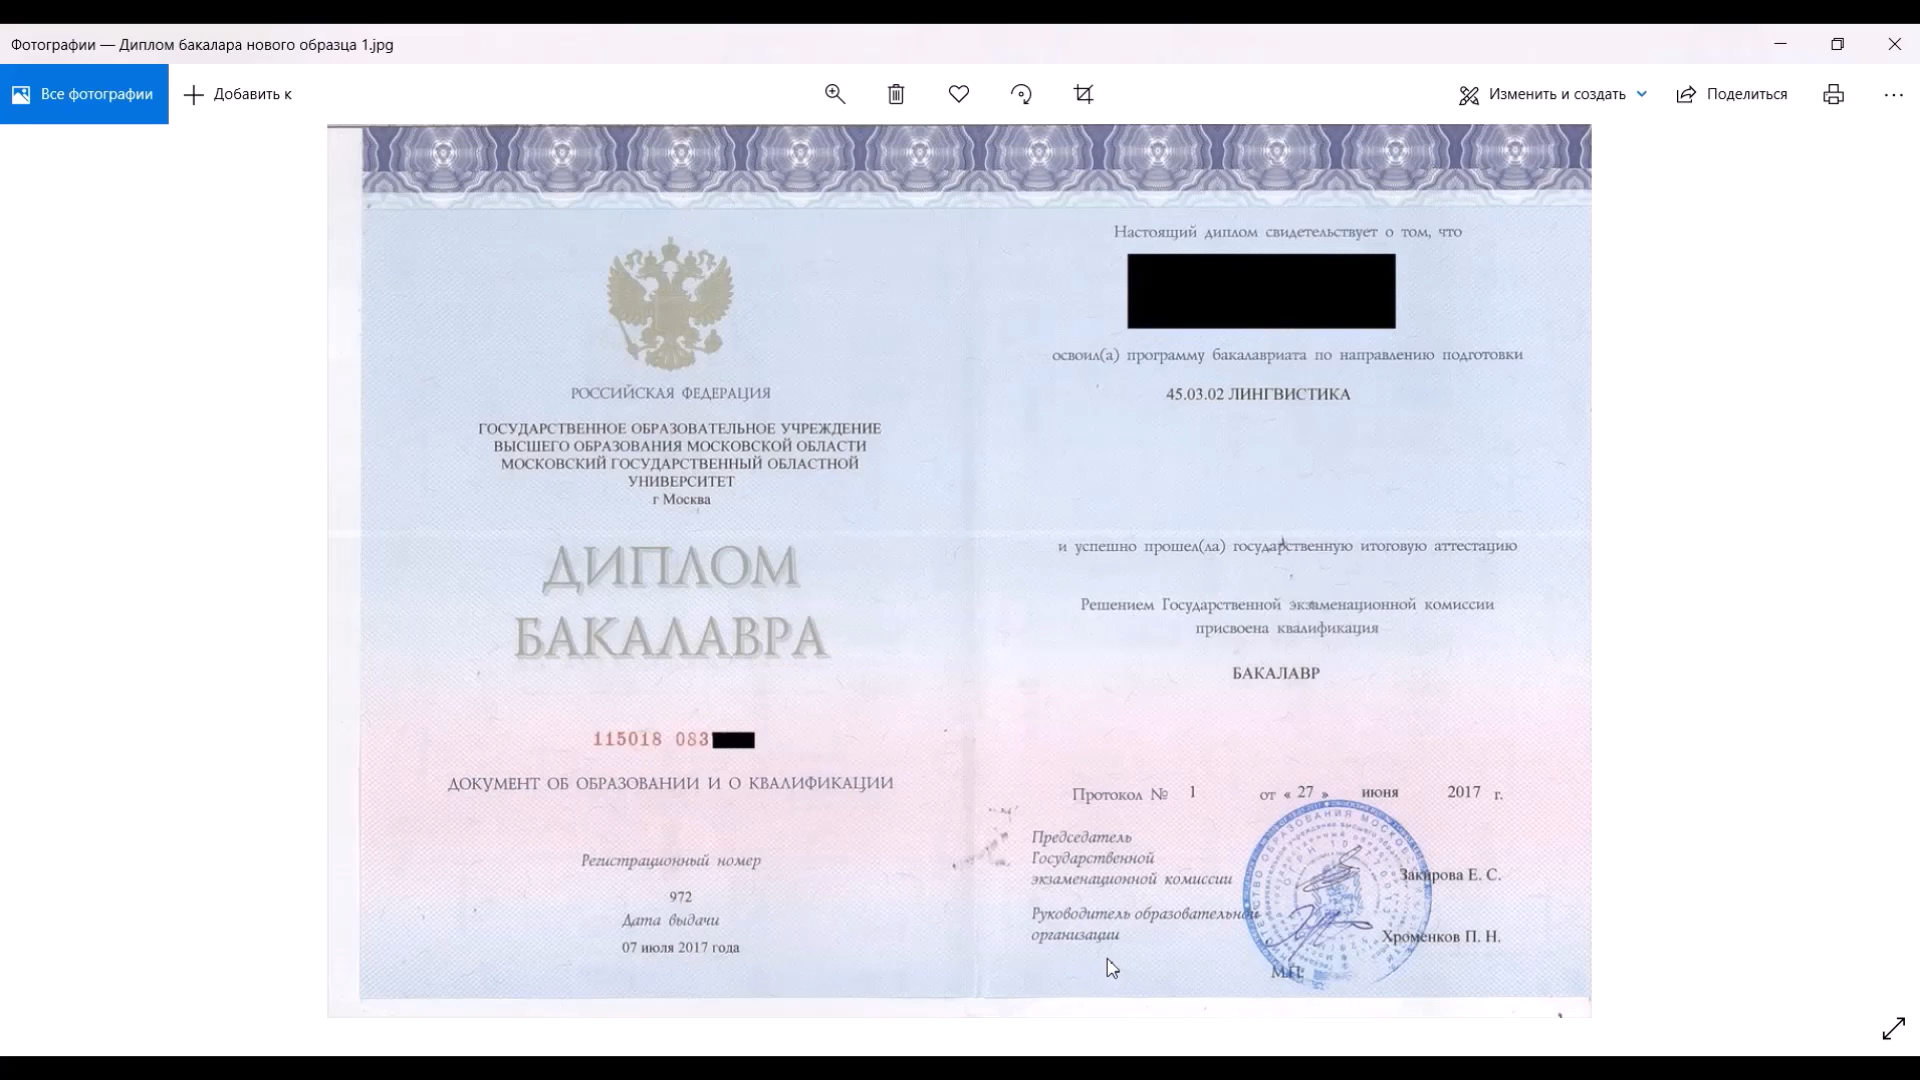 Фотографии — Диплом бакалара нового образца 1.jpg
Все фотографии
Добавить к
Изменить и создать
Поделиться
РОССИЙСКАЯ ФЕДЕРАЦИЯ
ГОСУДАРСТВЕННОЕ ОБРАЗОВАТЕЛЬНОЕ УЧРЕЖДЕНИЕ
ВЫСШЕГО ОБРАЗОВАНИЯ МОСКОВСКОЙ ОБЛАСТИ
МОСКОВСКИЙ ГОСУДАРСТВЕННЫЙ ОБЛАСТНОЙ
УНИВЕРСИТЕТ
г Москва
ДИПЛОМ
БАКАЛАВРА
115018 083
ДОКУМЕНТ ОБ ОБРАЗОВАНИИ И О КВАЛИФИКАЦИИ
Регистрационный номер
972
Дата выдачи
07 июля 2017 года
Настоящий диплом свидетельствует о том, что
освоил(а) программу бакалавриата по направлению подготовки
45.03.02 ЛИНГВИСТИКА
и успешно прошел(ла) государственную итоговую аттестацию
Решением Государственной экзаменационной комиссии
присвоена квалификация
БАКАЛАВР
Протокол № 1 от « 27 » июня 2017 г.
Председатель
Государственной
экзаменационной комиссии
Закирова Е. С.
Руководитель образовательной
организации
Хроменков П. Н.
М.П.